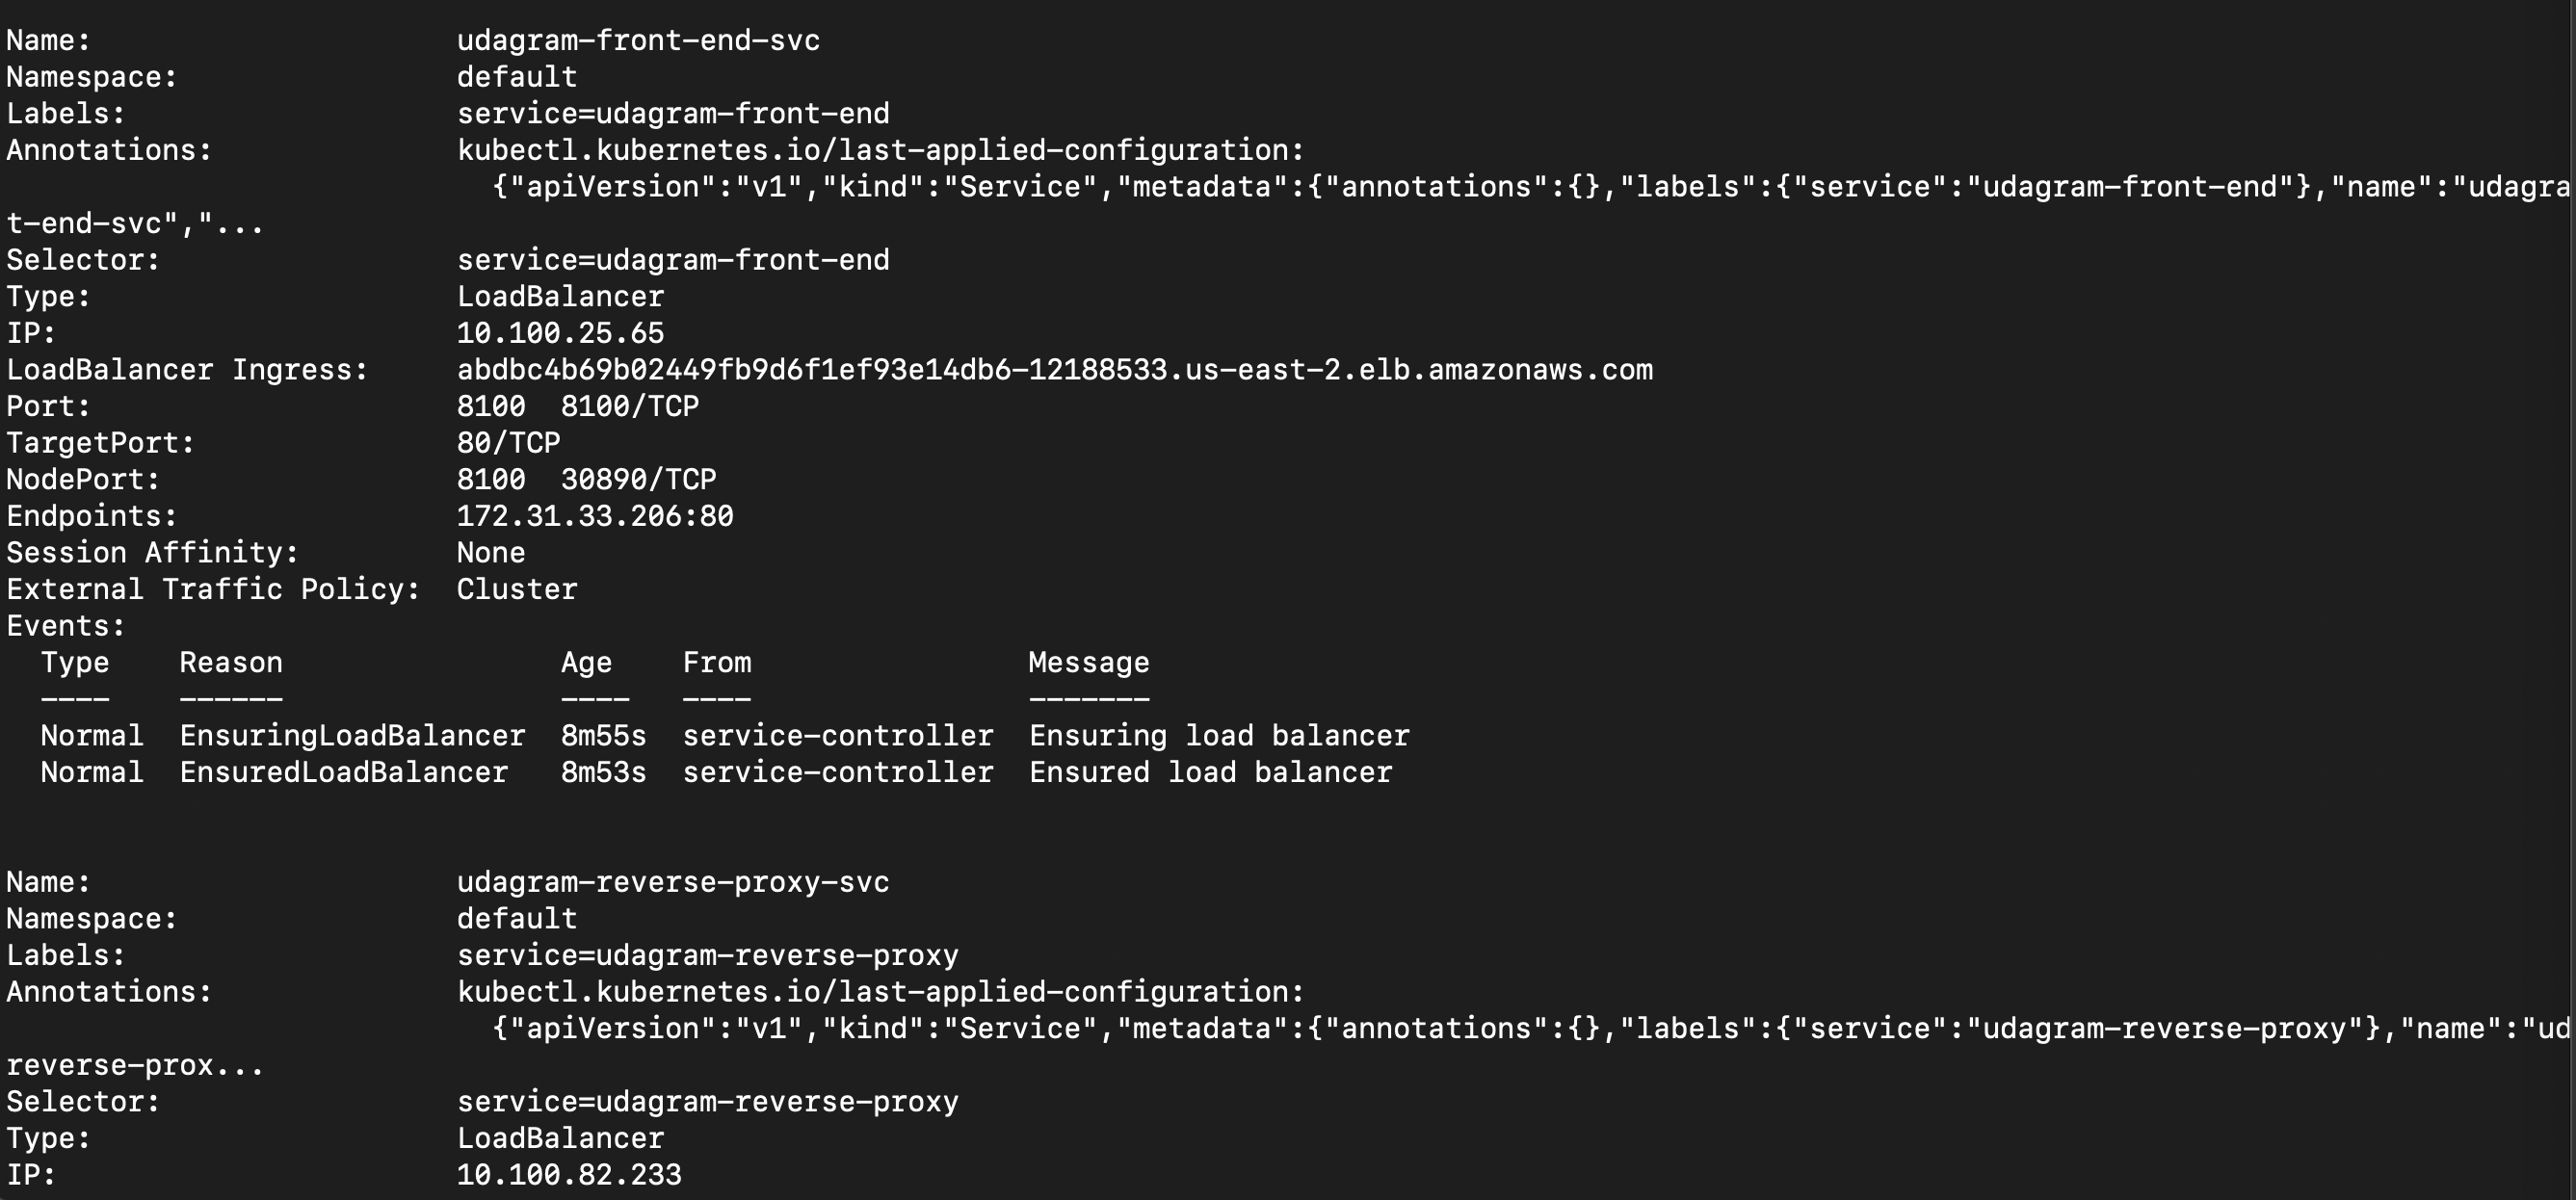 Name: udagram-front-end-svc
Namespace: default
Labels: service=udagram-front-end
Annotations: kubectl.kubernetes.io/last-applied-configuration:
{"apiVersion":"v1","kind":"Service","metadata":{"annotations":{},"labels":{"service":"udagram-front-end"},"name":"udagra
t-end-svc","...
Selector: service=udagram-front-end
Type: LoadBalancer
IP: 10.100.25.65
LoadBalancer Ingress: abdbc4b69b02449fb9d6f1ef93e14db6-12188533.us-east-2.elb.amazonaws.com
Port: 8100 8100/TCP
TargetPort: 80/TCP
NodePort: 8100 30890/TCP
Endpoints: 172.31.33.206:80
Session Affinity: None
External Traffic Policy: Cluster
Events:
Type Reason Age From Message
---- ------ ---- ---- -------
Normal EnsuringLoadBalancer 8m55s service-controller Ensuring load balancer
Normal EnsuredLoadBalancer 8m53s service-controller Ensured load balancer
Name: udagram-reverse-proxy-svc
Namespace: default
Labels: service=udagram-reverse-proxy
Annotations: kubectl.kubernetes.io/last-applied-configuration:
{"apiVersion":"v1","kind":"Service","metadata":{"annotations":{},"labels":{"service":"udagram-reverse-proxy"},"name":"ud
reverse-prox...
Selector: service=udagram-reverse-proxy
Type: LoadBalancer
IP: 10.100.82.233